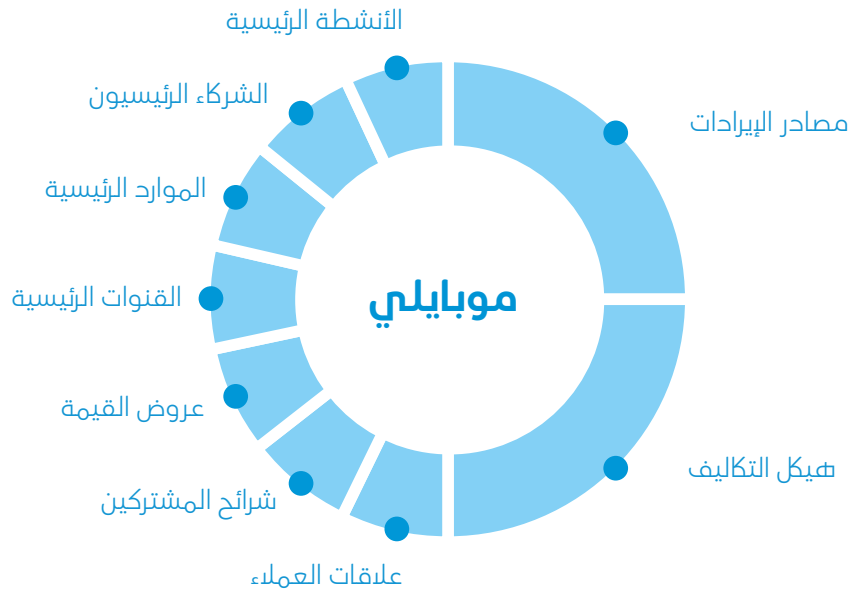 الأنشطة الرئيسية
الشركاء الرئيسيون
مصادر الإيرادات
الموارد الرئيسية
القنوات الرئيسية
موبايلي
عروض القيمة
هيكل التكاليف
شرائح المشتركين
علاقات العملاء